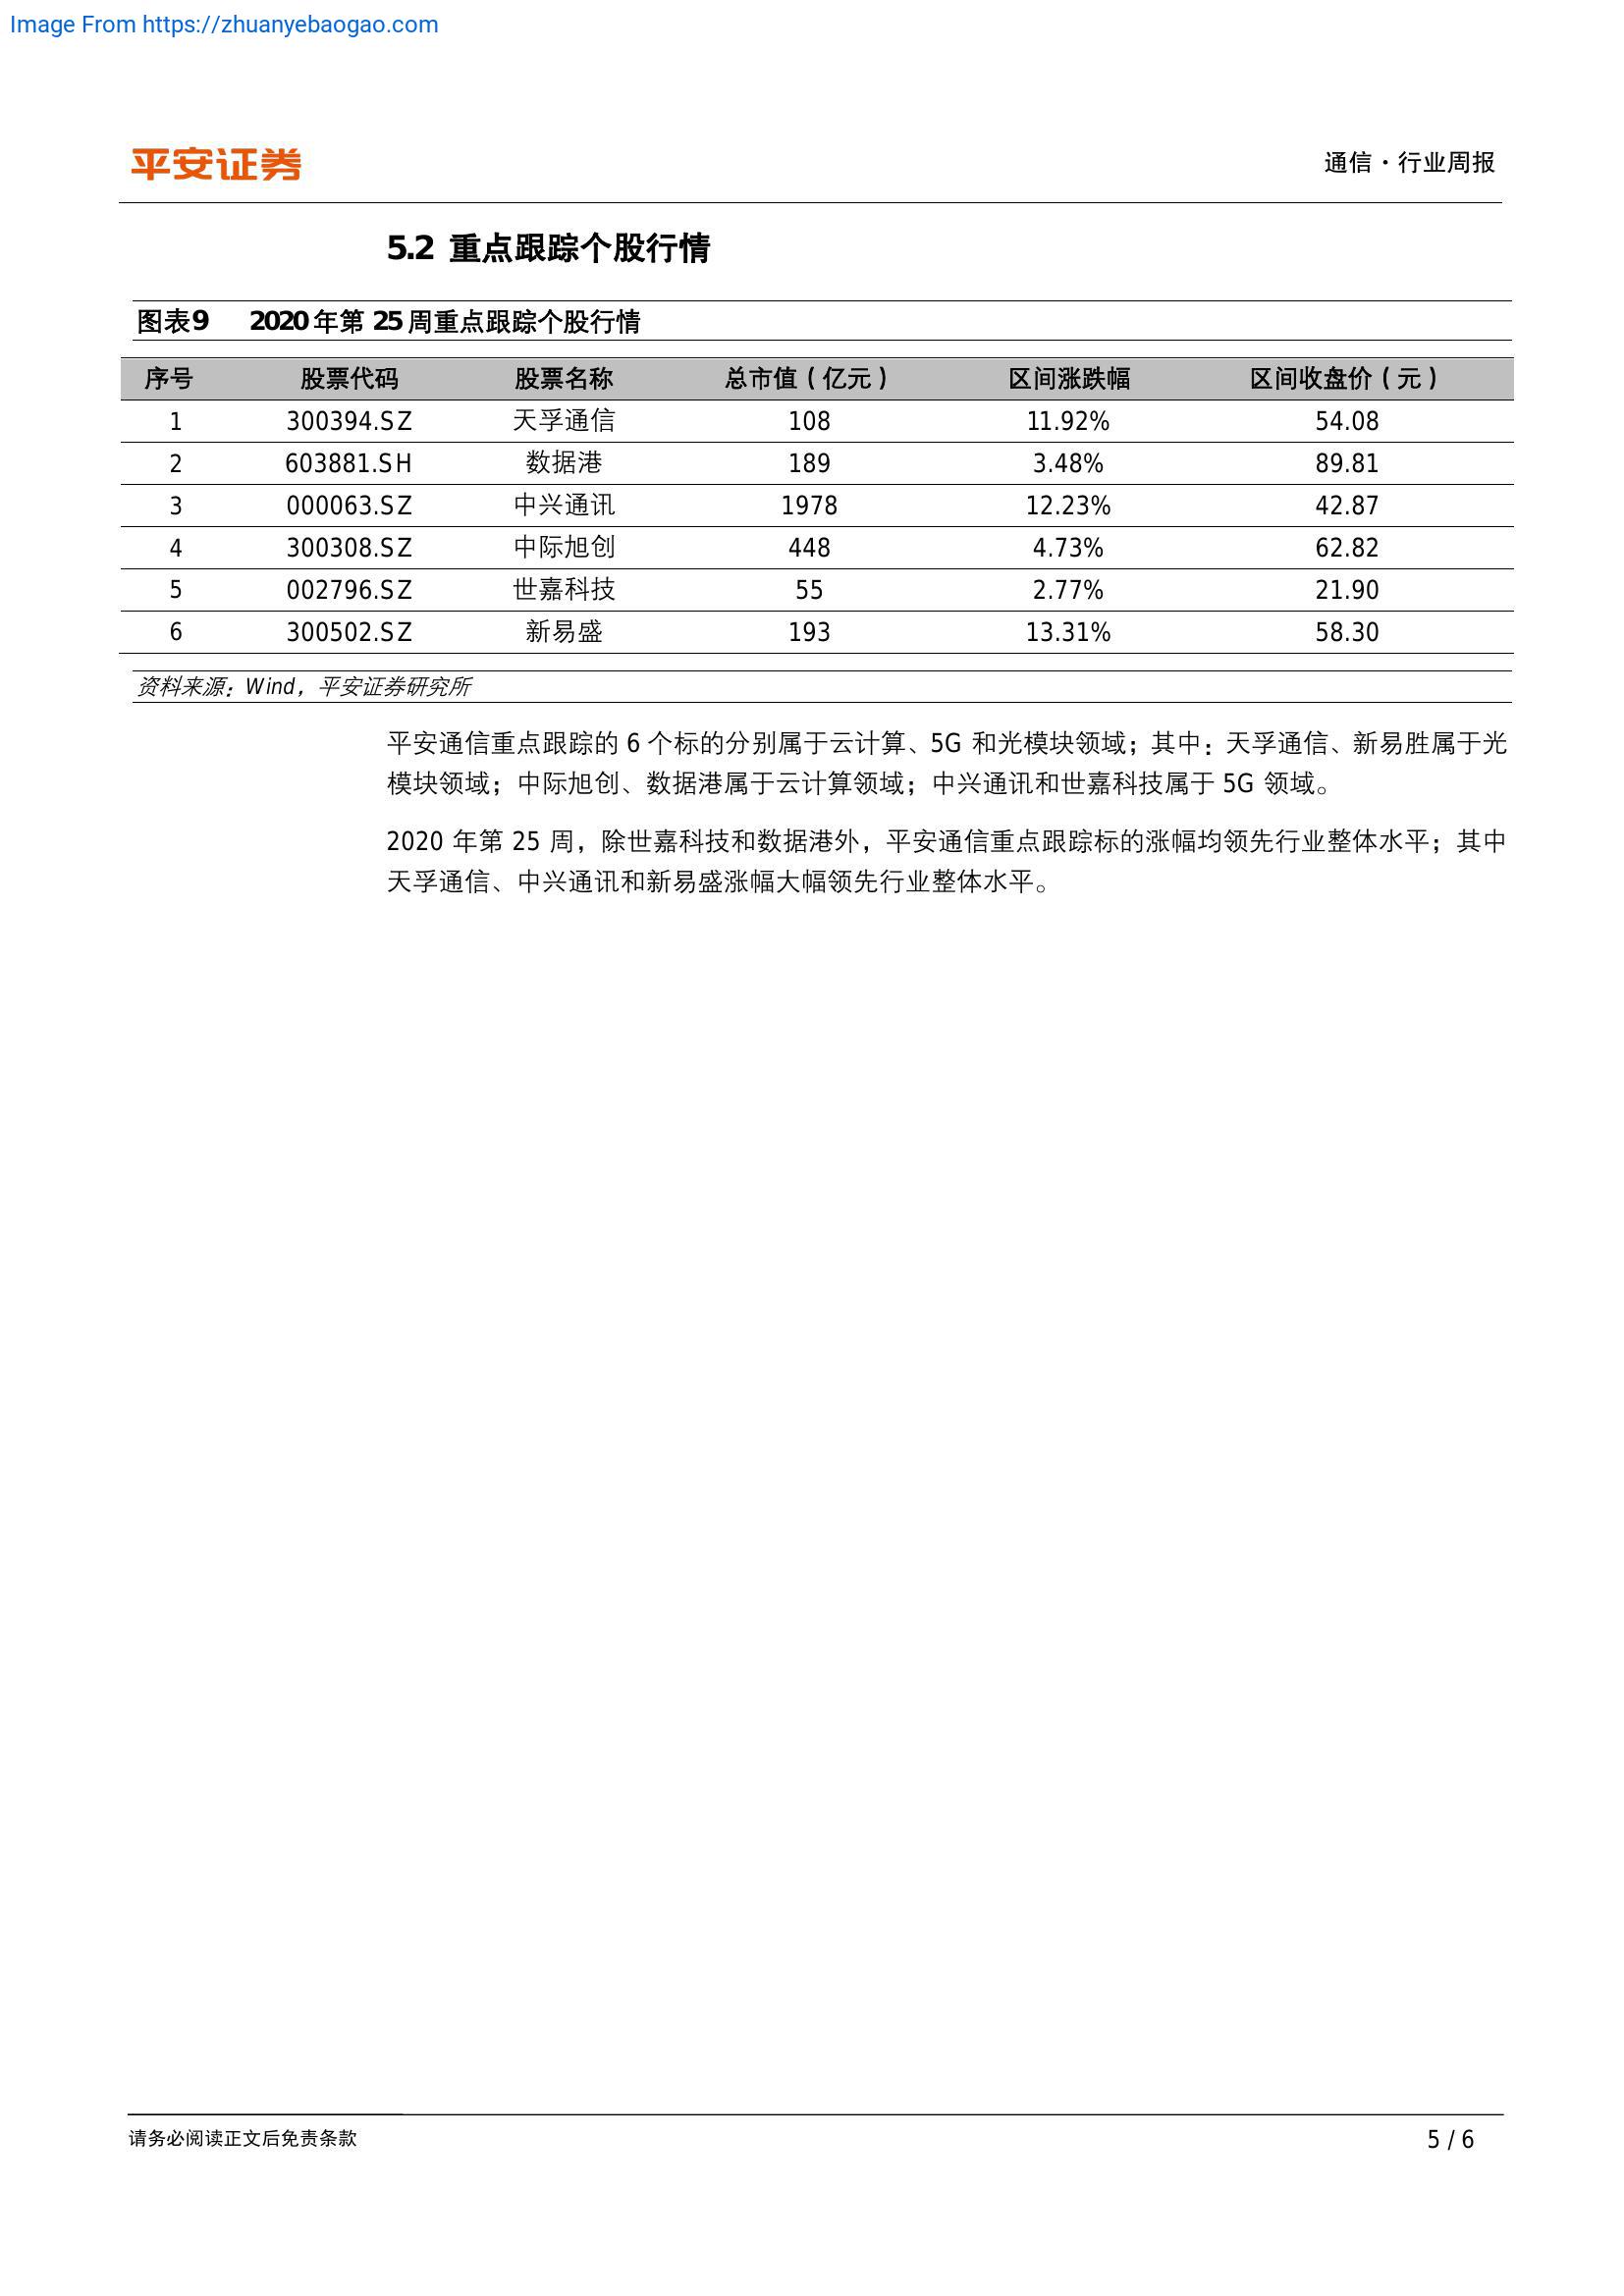 Image From https://zhuanyebaogao.com
平安证券
通信·行业周报
5.2 重点跟踪个股行情
图表9 2020年第 25周重点跟踪个股行情
序号 股票代码 股票名称 总市值(亿元) 区间涨跌幅 区间收盘价(元)
1 300394.SZ 天孚通信 108 11.92% 54.08
2 603881.SH 数据港 189 3.48% 89.81
3 000063.SZ 中兴通讯 1978 12.23% 42.87
4 300308.SZ 中际旭创 448 4.73% 62.82
5 002796.SZ 世嘉科技 55 2.77% 21.90
6 300502.SZ 新易盛 193 13.31% 58.30
资料来源：Wind，平安证券研究所
平安通信重点跟踪的 6 个标的分别属于云计算、5G 和光模块领域；其中：天孚通信、新易胜属于光
模块领域；中际旭创、数据港属于云计算领域；中兴通讯和世嘉科技属于 5G 领域。
2020 年第 25 周，除世嘉科技和数据港外，平安通信重点跟踪标的涨幅均领先行业整体水平；其中
天孚通信、中兴通讯和新易盛涨幅大幅领先行业整体水平。
请务必阅读正文后免责条款
5 / 6